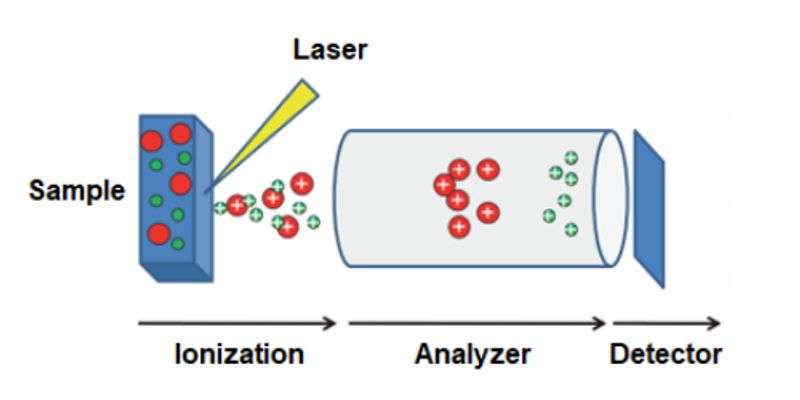 Laser
Sample
Ionization
Analyzer
Detector